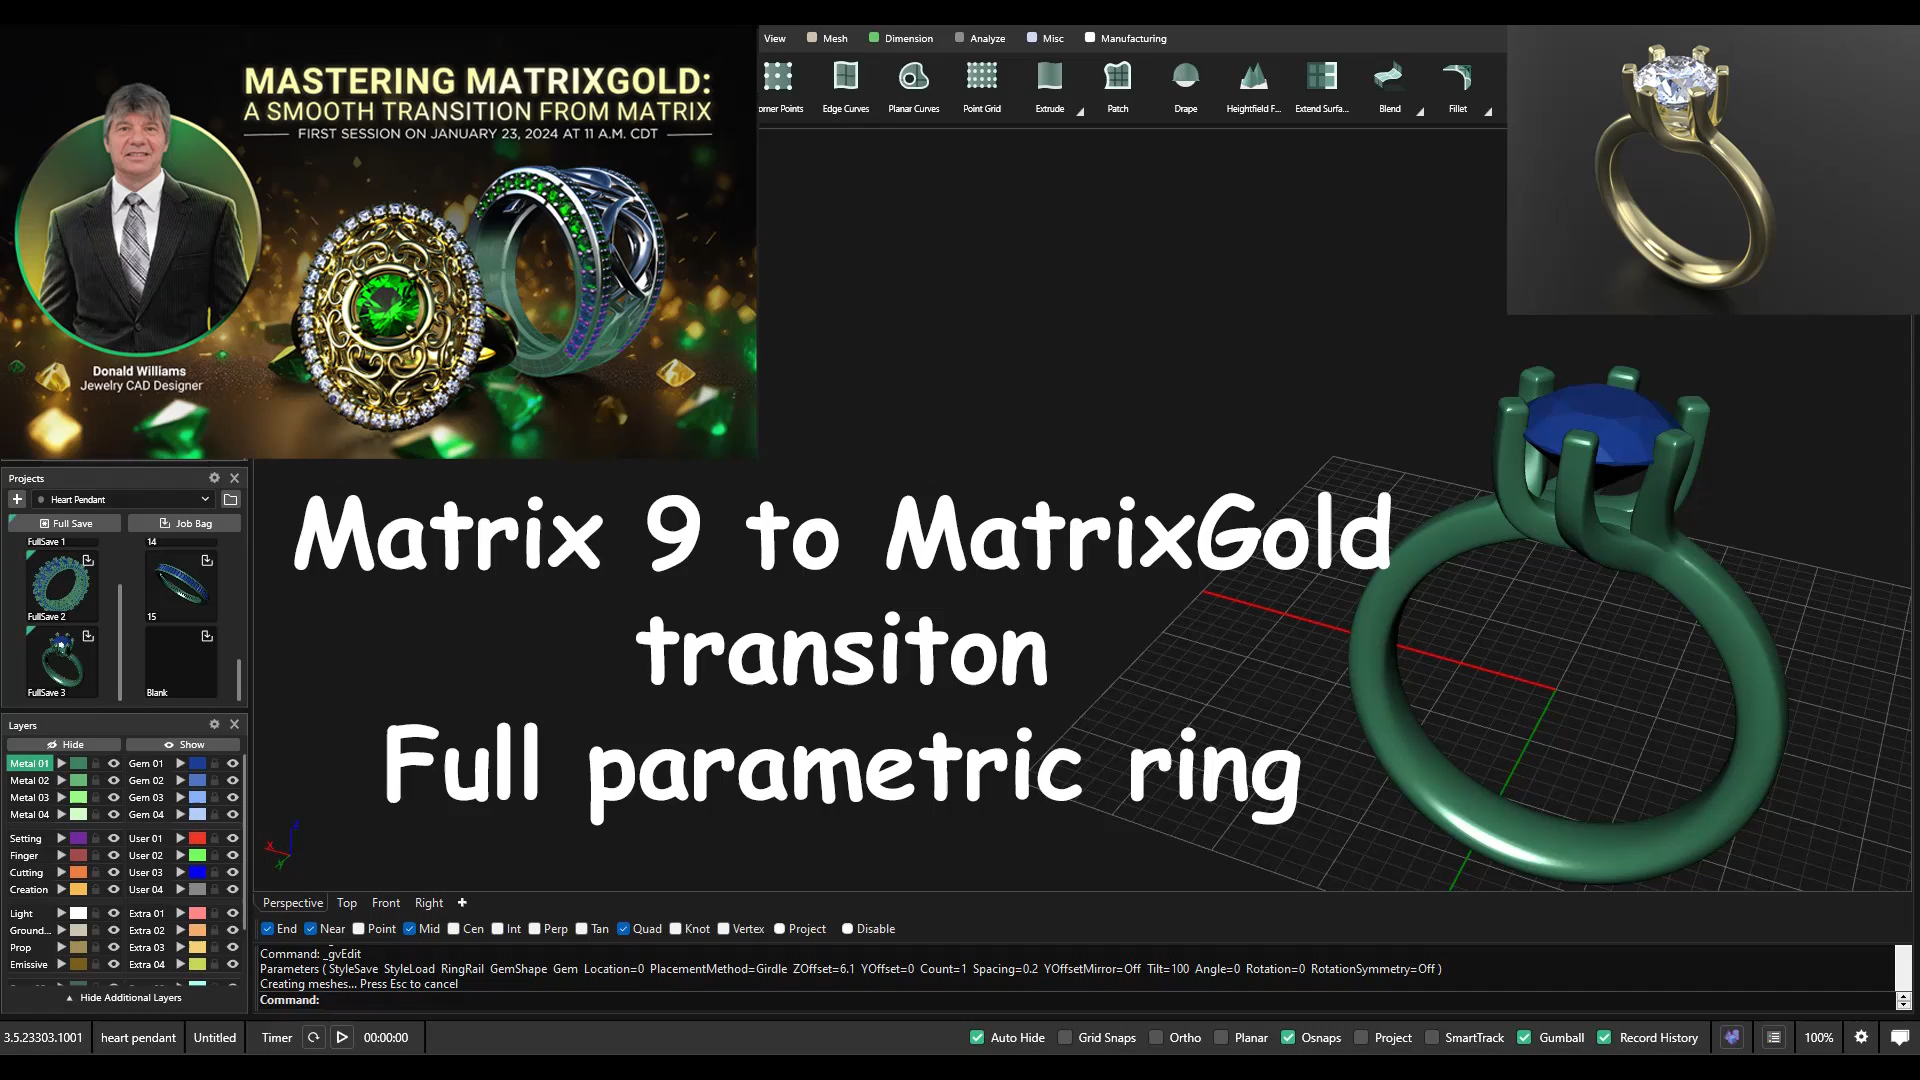 MASTERING MATRIXGOLD:
A SMOOTH TRANSITION FROM MATRIX
FIRST SESSION ON JANUARY 23, 2024 AT 11 A.M. CDT
Donald Williams
Jewelry CAD Designer
View Mesh Dimension Analyze Misc Manufacturing
orner Points Edge Curves Planar Curves Point Grid Extrude Patch Drape Heightfield F... Extend Surfa... Blend Fillet
Projects
Heart Pendant
Full Save Job Bag
FullSave 1 14
FullSave 2 15
FullSave 3 Blank
Matrix 9 to MatrixGold
transiton
Full parametric ring
Layers
Hide Show
Metal 01 Gem 01
Metal 02 Gem 02
Metal 03 Gem 03
Metal 04 Gem 04
Setting User 01
Finger User 02
Cutting User 03
Creation User 04
Light Extra 01
Ground... Extra 02
Prop Extra 03
Emissive Extra 04
Hide Additional Layers
x y z
Perspective Top Front Right
End Near Point Mid Cen Int Perp Tan Quad Knot Vertex Project Disable
Command: _gvEdit
Parameters ( StyleSave StyleLoad RingRail GemShape Gem Location=0 PlacementMethod=Girdle ZOffset=6.1 YOffset=0 Count=1 Spacing=0.2 YOffsetMirror=Off Tilt=100 Angle=0 Rotation=0 RotationSymmetry=Off )
Creating meshes... Press Esc to cancel
Command:
3.5.23303.1001 heart pendant Untitled Timer 00:00:00 Auto Hide Grid Snaps Ortho Planar Osnaps Project SmartTrack Gumball Record History 100%